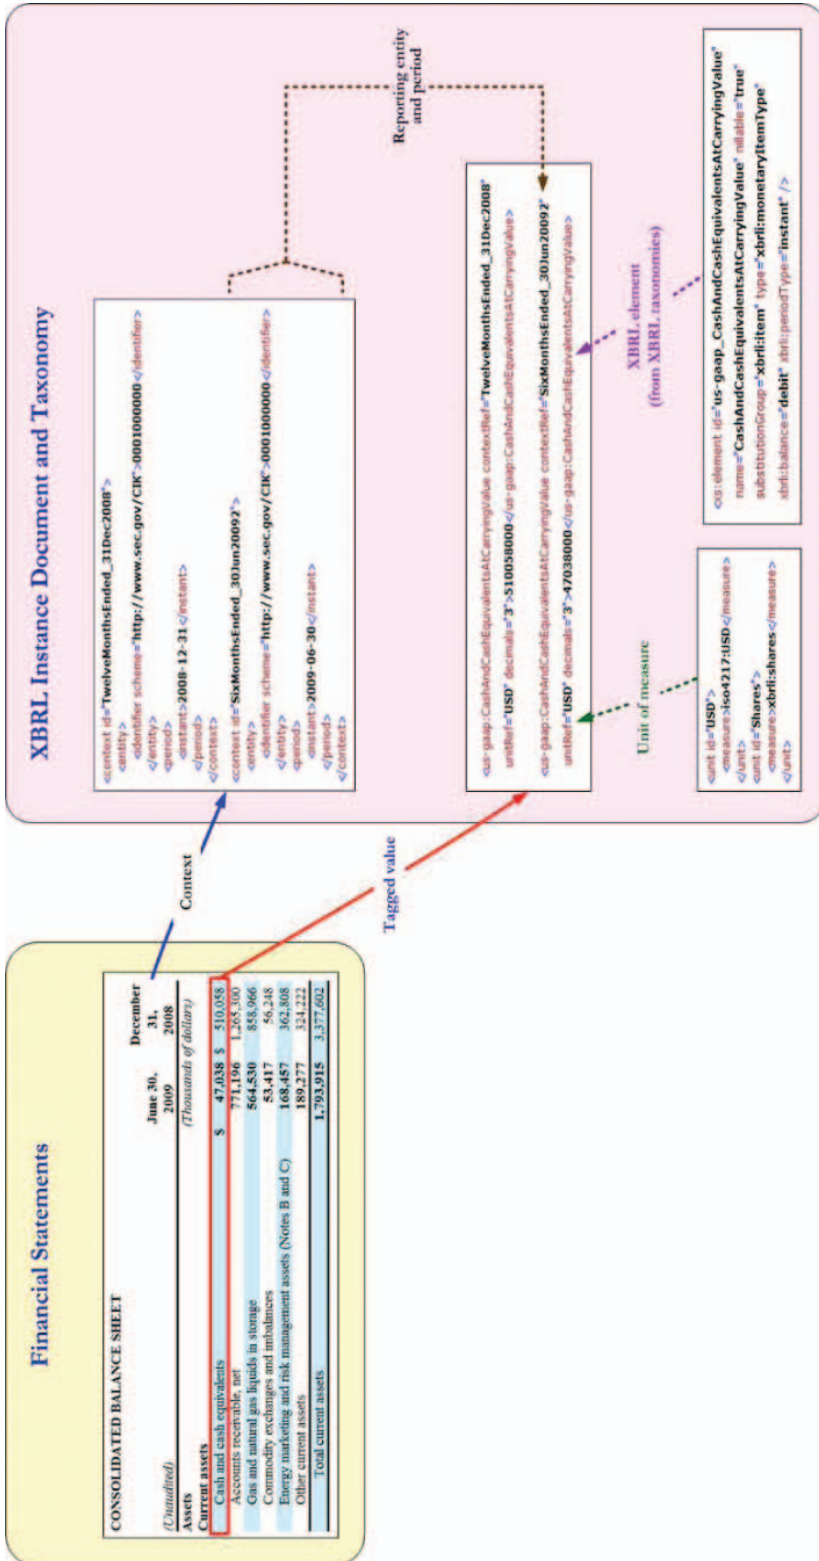 Financial Statements
CONSOLIDATED BALANCE SHEET
June 30, December
31,
(Unaudited) 2009 2008
Assets (Thousands of dollars)
Current assets
Cash and cash equivalents $ 47,038 $ 510,058
Accounts receivable, net 771,196 1,265,300
Gas and natural gas liquids in storage 564,530 858,966
Commodity exchanges and imbalances 53,417 56,248
Energy marketing and risk management assets (Notes B and C) 168,457 362,808
Other current assets 189,277 324,222
Total current assets 1,793,915 3,377,602
Context
Tagged value
XBRL Instance Document and Taxonomy
<context id="TwelveMonthsEnded_31Dec2008">
<entity>
<identifier scheme="http://www.sec.gov/CIK">0001000000</identifier>
</entity>
<period>
<instant>2008-12-31</instant>
</period>
</context>
<context id="SixMonthsEnded_30Jun20092">
<entity>
<identifier scheme="http://www.sec.gov/CIK">0001000000</identifier>
</entity>
<period>
<instant>2009-06-30</instant>
</period>
</context>
Reporting entity
and period
<us-gaap:CashAndCashEquivalentsAtCarryingValue contextRef="TwelveMonthsEnded_31Dec2008"
unitRef="USD" decimals="3">510058000</us-gaap:CashAndCashEquivalentsAtCarryingValue>
<us-gaap:CashAndCashEquivalentsAtCarryingValue contextRef="SixMonthsEnded_30Jun20092"
unitRef="USD" decimals="3">47038000</us-gaap:CashAndCashEquivalentsAtCarryingValue>
Unit of measure
XBRL element
(from XBRL taxonomies)
<unit id="USD">
<measure>iso4217:USD</measure>
</unit>
<unit id="Shares">
<measure>xbrli:shares</measure>
</unit>
<xs:element id="us-gaap_CashAndCashEquivalentsAtCarryingValue"
name="CashAndCashEquivalentsAtCarryingValue" nillable="true"
substitutionGroup="xbrli:item" type="xbrli:monetaryItemType"
xbrli:balance="debit" xbrli:periodType="instant" />